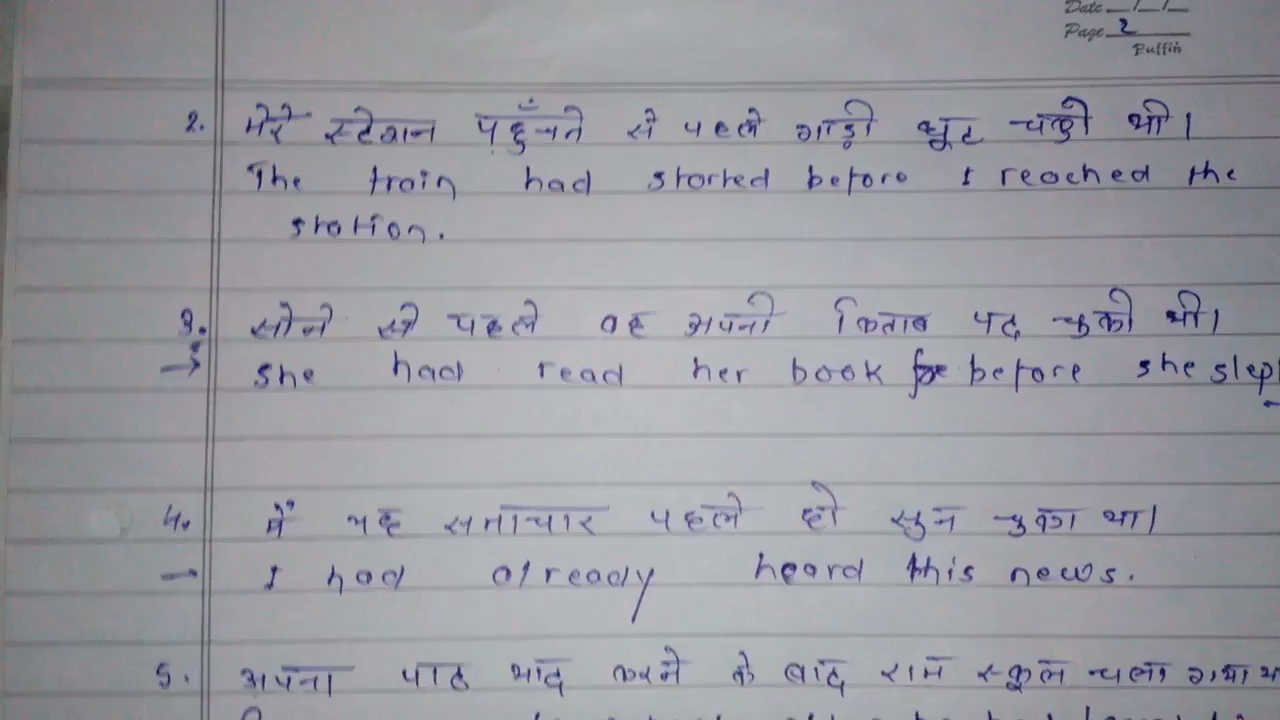 Date
Page 2
Puffin
2. मेरे स्टेशन पहुँचने से पहले गाड़ी छूट चुकी थी।
The train had started before I reached the
station.
3. सोने से पहले वह अपनी किताब पढ़ चुकी थी।
→ She had read her book before she slept
4. में यह समाचार पहले ही सुन चुका था।
– I had already heard this news.
5. अपना पाठ याद करने के बाद राम स्कूल चला गया